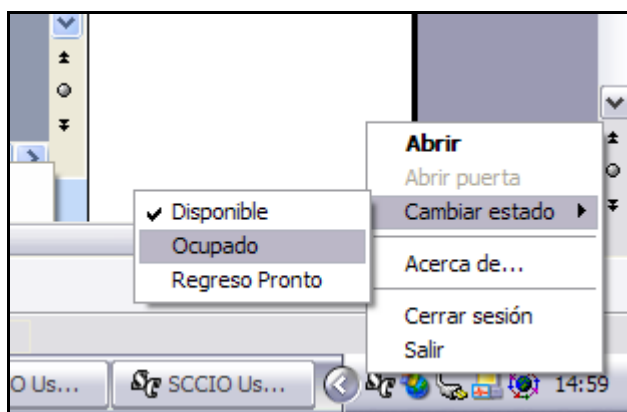 Abrir
Abrir puerta
Cambiar estado
Acerca de...
Cerrar sesión
Salir
Disponible
Ocupado
Regreso Pronto
O Us...
SCCIO Us...
14:59